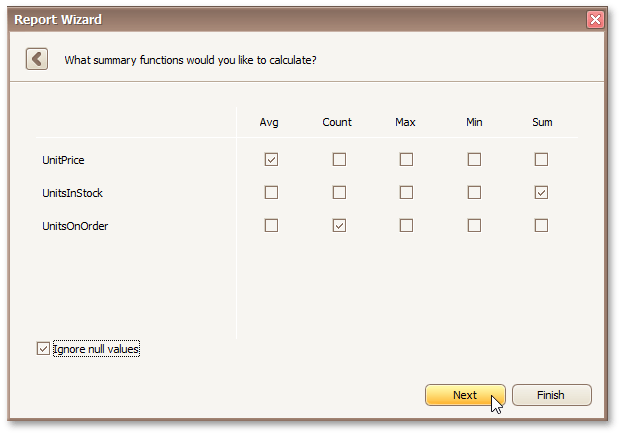 Report Wizard
What summary functions would you like to calculate?
Avg Count Max Min Sum
UnitPrice
UnitsInStock
UnitsOnOrder
Ignore null values
Next Finish